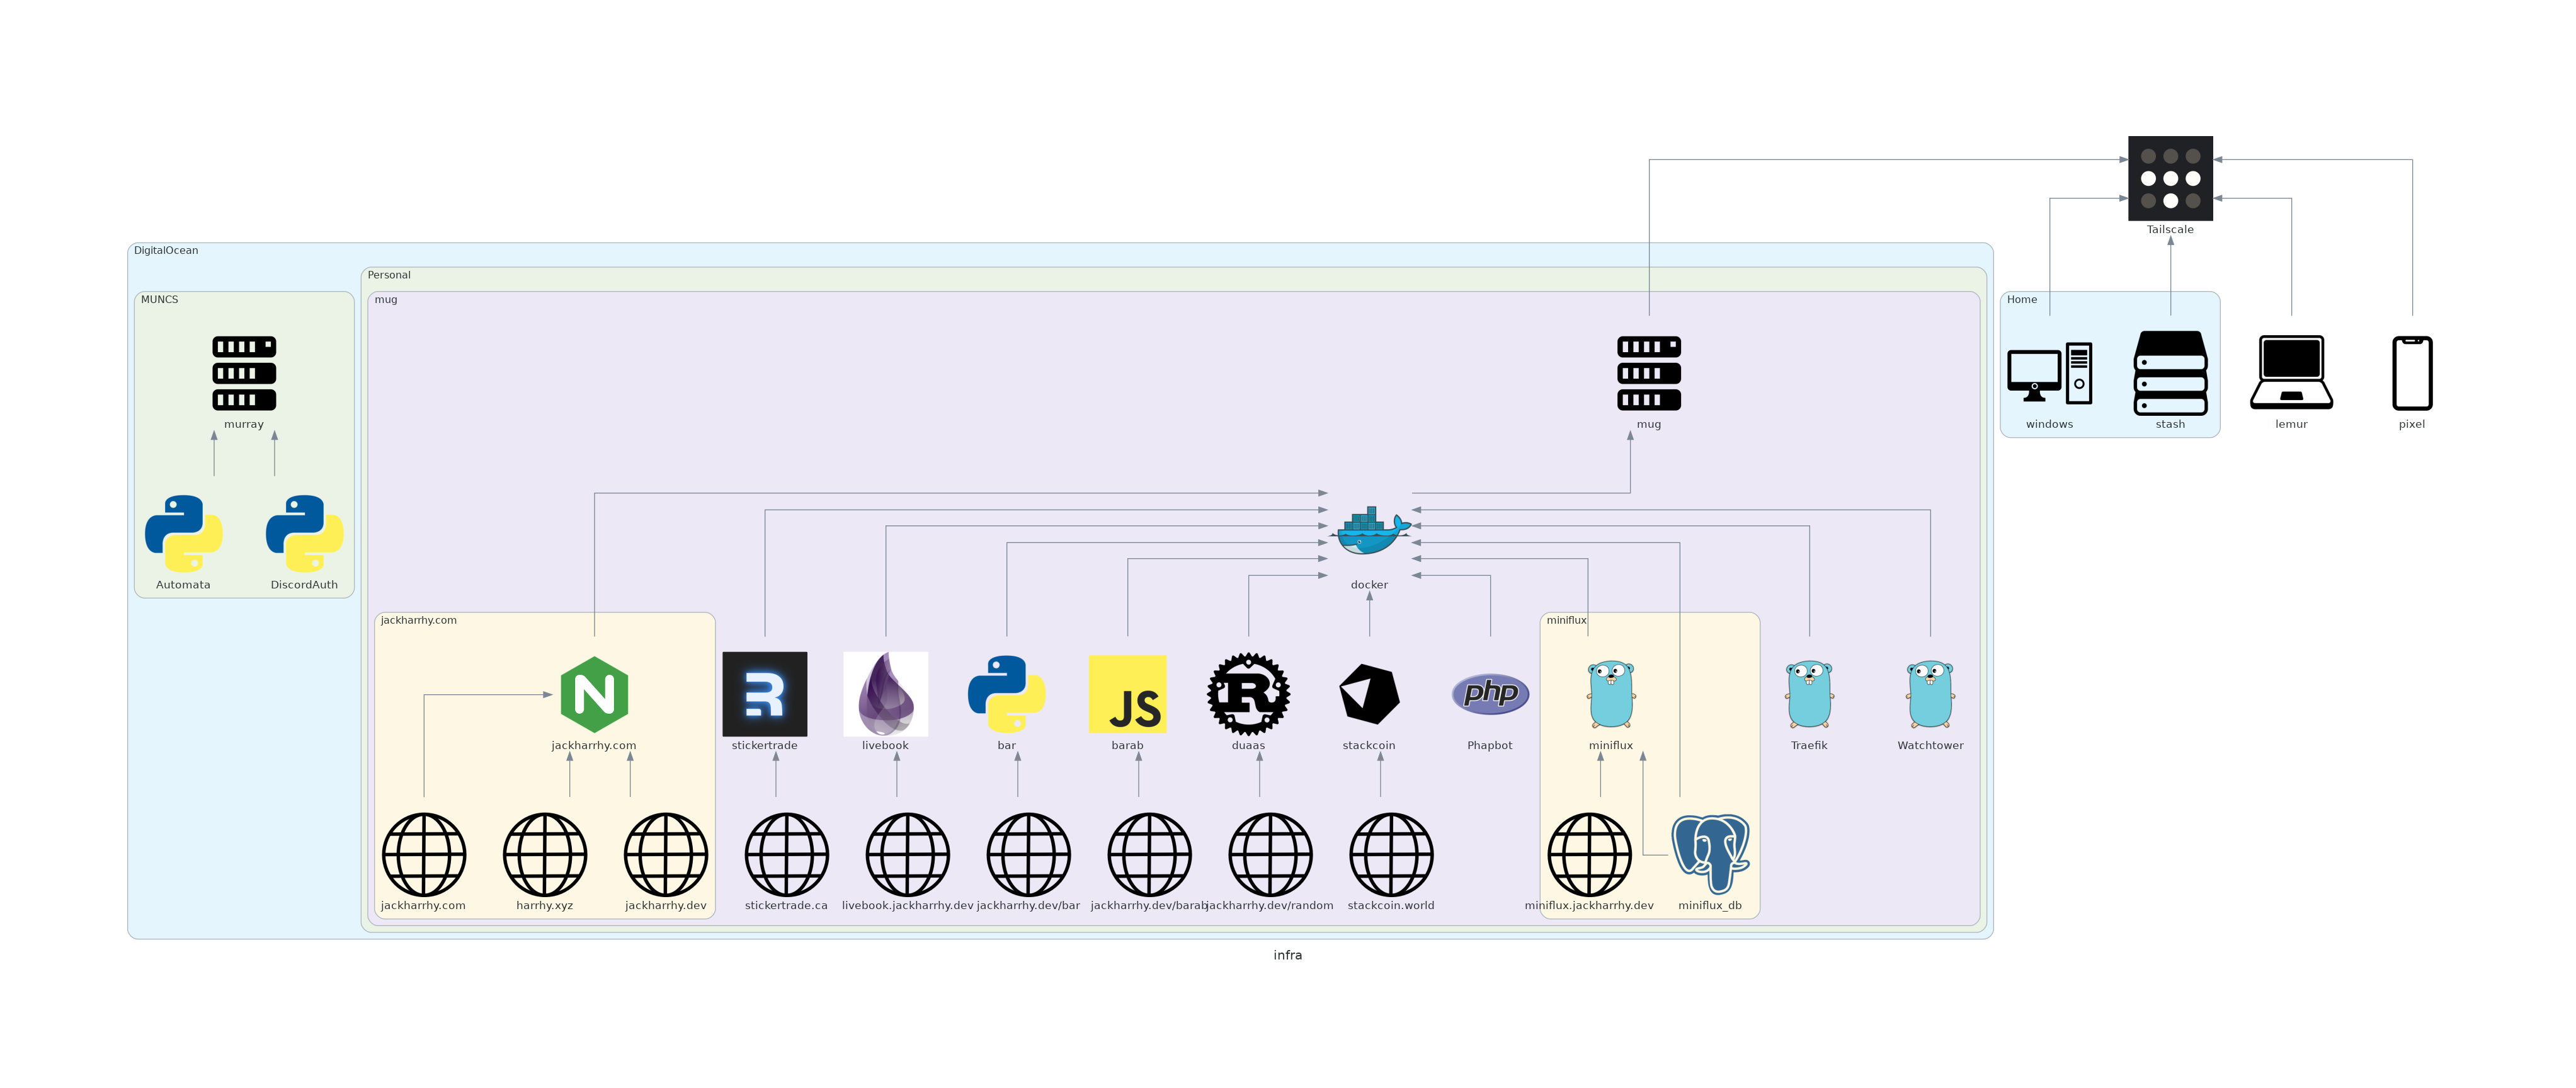 Tailscale
DigitalOcean
Personal
MUNCS
mug
Home
murray
mug
windows
stash
lemur
pixel
Automata
DiscordAuth
docker
jackharrhy.com
miniflux
JS
R
php
jackharrhy.com
stickertrade
livebook
bar
barab
duaas
stackcoin
Phapbot
miniflux
Traefik
Watchtower
jackharrhy.com
harrhy.xyz
jackharrhy.dev
stickertrade.ca
livebook.jackharrhy.dev
jackharrhy.dev/bar
jackharrhy.dev/barab
jackharrhy.dev/random
stackcoin.world
miniflux.jackharrhy.dev
miniflux_db
infra